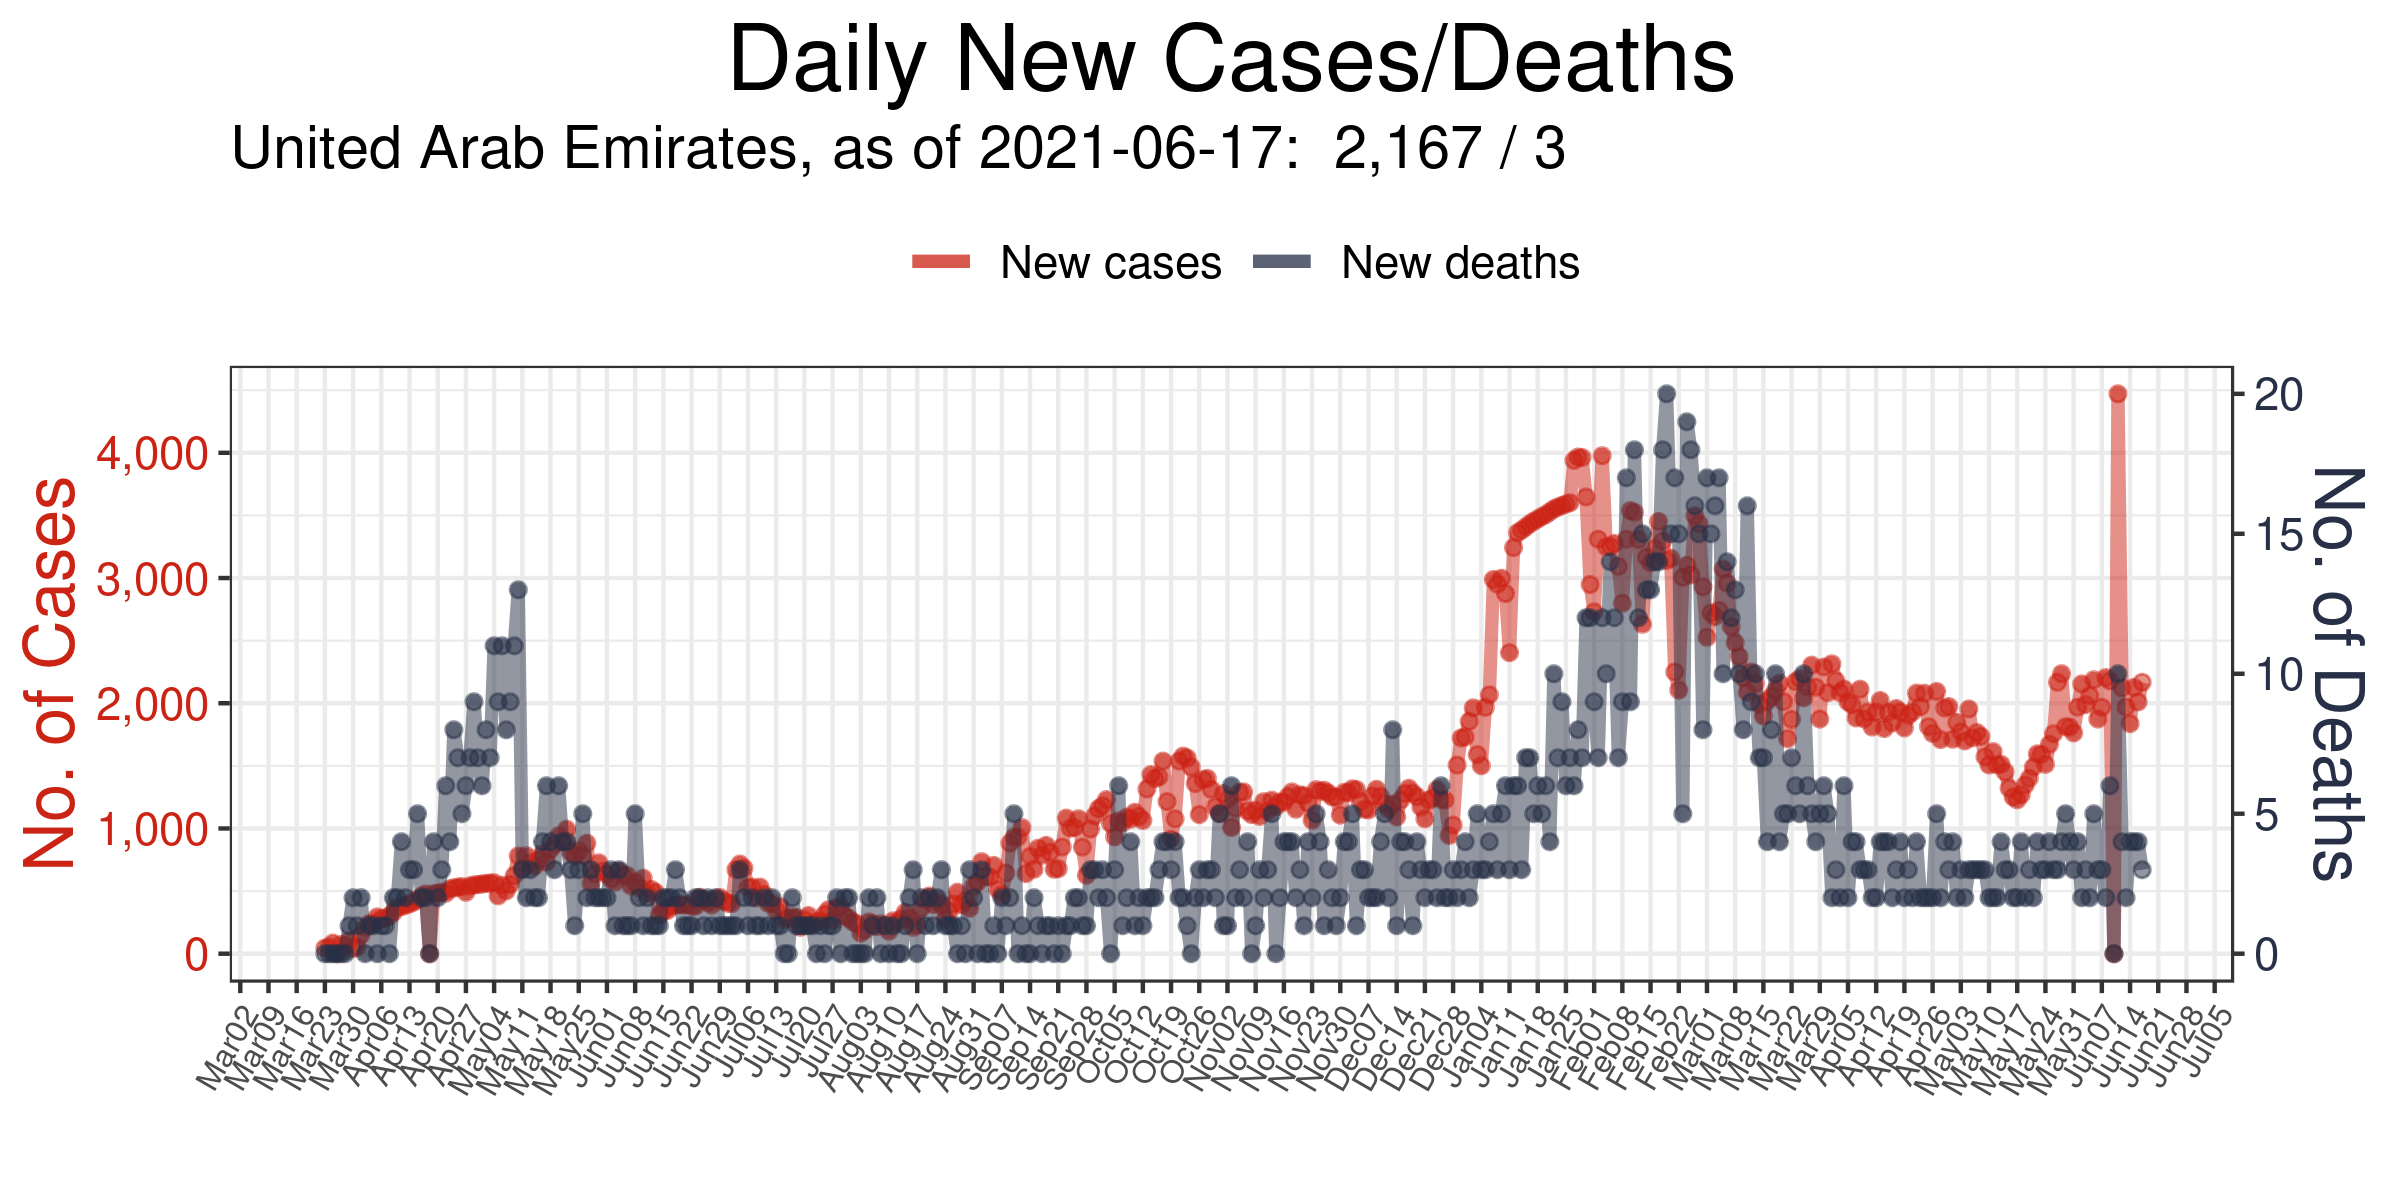 Daily New Cases/Deaths
United Arab Emirates, as of 2021-06-17:  2,167 / 3
New cases New deaths
No. of Cases
4,000
3,000
2,000
1,000
0
20
15
10
5
0
No. of Deaths
Mar02 Mar09 Mar16 Mar23 Mar30 Apr06 Apr13 Apr20 Apr27 May04 May11 May18 May25 Jun01 Jun08 Jun15 Jun22 Jun29 Jul06 Jul13 Jul20 Jul27 Aug03 Aug10 Aug17 Aug24 Aug31 Sep07 Sep14 Sep21 Sep28 Oct05 Oct12 Oct19 Oct26 Nov02 Nov09 Nov16 Nov23 Nov30 Dec07 Dec14 Dec21 Dec28 Jan04 Jan11 Jan18 Jan25 Feb01 Feb08 Feb15 Feb22 Mar01 Mar08 Mar15 Mar22 Mar29 Apr05 Apr12 Apr19 Apr26 May03 May10 May17 May24 May31 Jun07 Jun14 Jun21 Jun28 Jul05